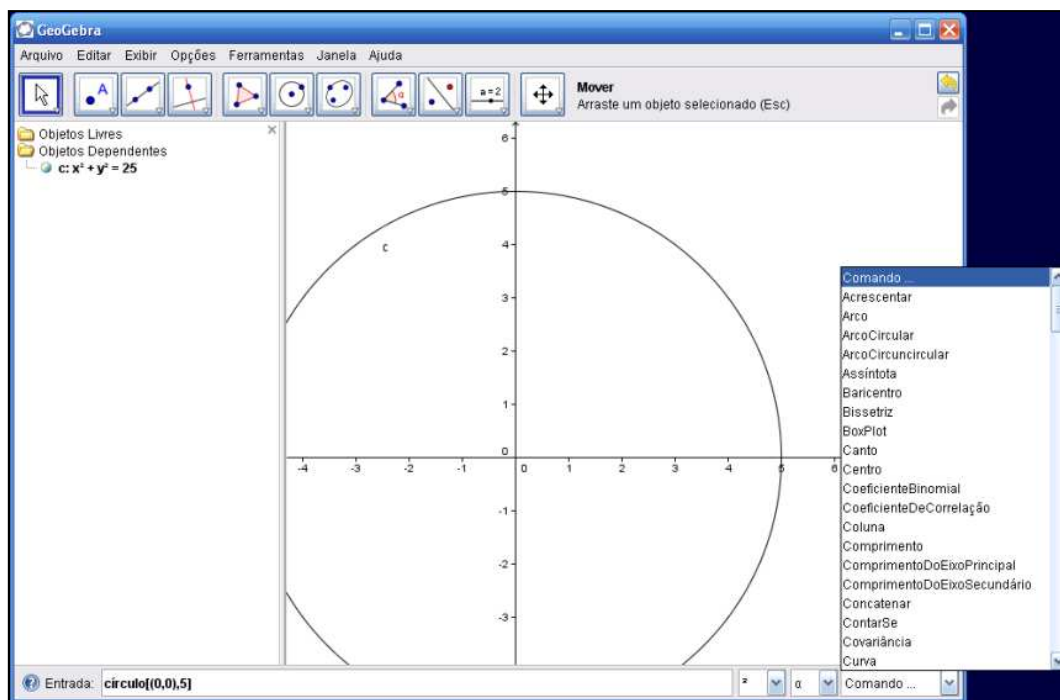 GeoGebra
Arquivo Editar Exibir Opções Ferramentas Janela Ajuda
A
α
a=2
Mover
Arraste um objeto selecionado (Esc)
Objetos Livres
Objetos Dependentes
c: x² + y² = 25
6
5
4
3
2
1
0
-4 -3 -2 -1 0 1 2 3 4 5 6
-1
-2
-3
c
Comando ...
Acrescentar
Arco
ArcoCircular
ArcoCircuncircular
Assíntota
Baricentro
Bissetriz
BoxPlot
Canto
Centro
CoeficienteBinomial
CoeficienteDeCorrelação
Coluna
Comprimento
ComprimentoDoEixoPrincipal
ComprimentoDoEixoSecundário
Concatenar
ContarSe
Covariância
Curva
Entrada: círculo[(0,0),5] ² α Comando ...